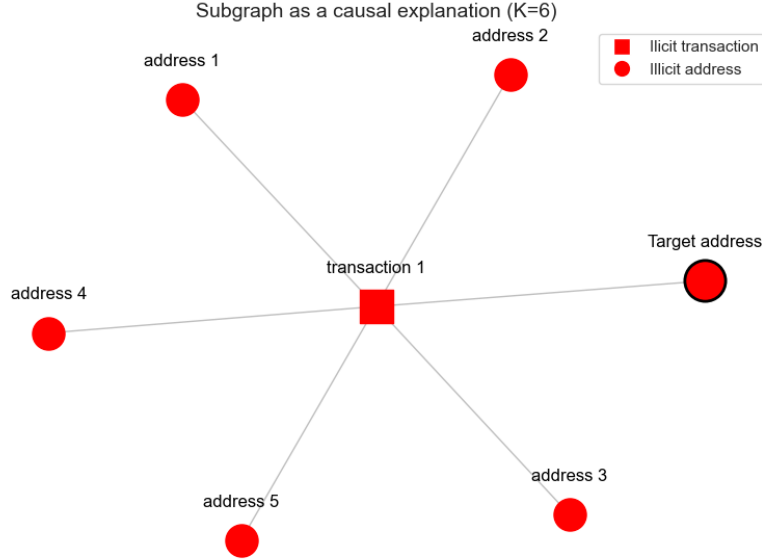 Subgraph as a causal explanation (K=6)
address 2
Ilicit transaction
Illicit address
address 1
Target address
transaction 1
address 4
address 3
address 5